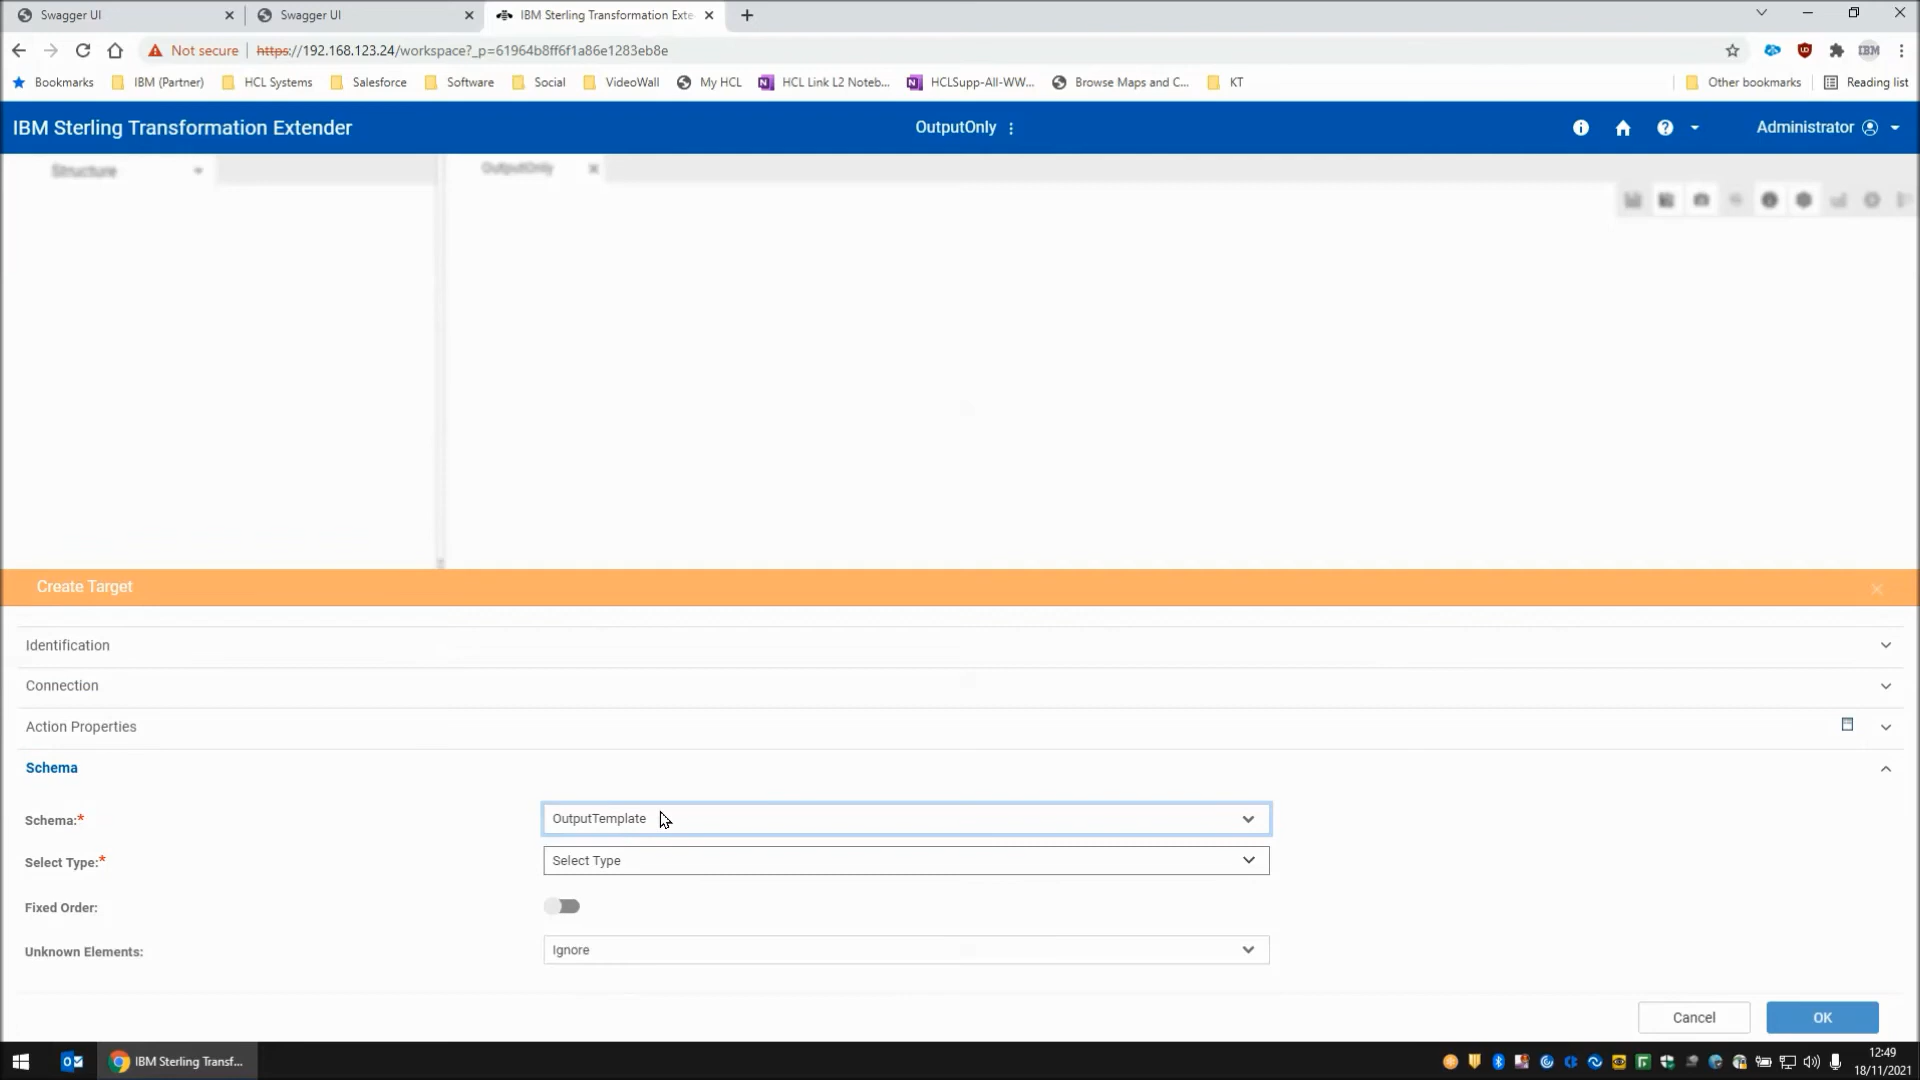 Swagger UI
Swagger UI
IBM Sterling Transformation Exte
Not secure
https://192.168.123.24/workspace?_p=61964b8ff6f1a86e1283eb8e
IBM
Bookmarks
IBM (Partner)
HCL Systems
Salesforce
Software
Social
VideoWall
My HCL
HCL Link L2 Noteb...
HCLSupp-All-WW...
Browse Maps and C...
KT
Other bookmarks
Reading list
IBM Sterling Transformation Extender
OutputOnly
Administrator
Structure
OutputOnly
Create Target
Identification
Connection
Action Properties
Schema
Schema:*
OutputTemplate
Select Type:*
Select Type
Fixed Order:
Unknown Elements:
Ignore
Cancel
OK
IBM Sterling Transf...
12:49
18/11/2021